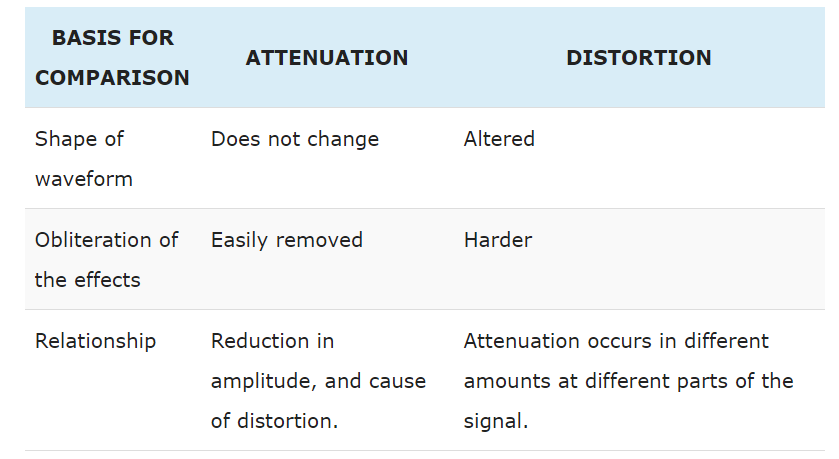 BASIS FOR
COMPARISON
ATTENUATION
DISTORTION
Shape of
waveform
Does not change
Altered
Obliteration of
the effects
Easily removed
Harder
Relationship
Reduction in
amplitude, and cause
of distortion.
Attenuation occurs in different
amounts at different parts of the
signal.